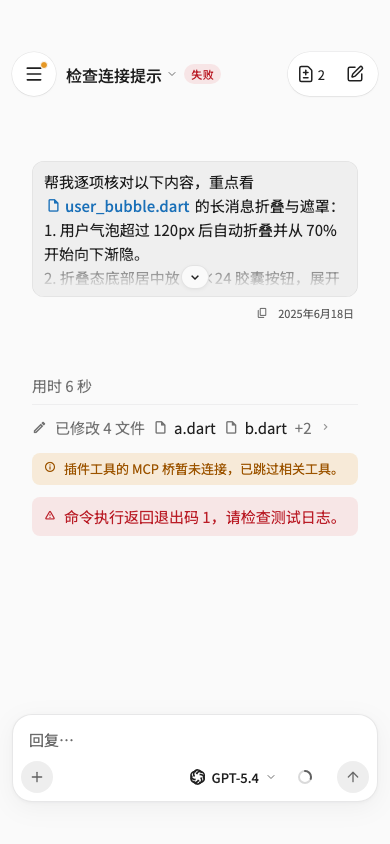 检查连接提示
失败
2
帮我逐项核对以下内容，重点看
user_bubble.dart 的长消息折叠与遮罩：
1. 用户气泡超过 120px 后自动折叠并从 70%
开始向下渐隐。
2. 折叠态底部居中放 ×24 胶囊按钮，展开
2025年6月18日
用时 6 秒
已修改 4 文件 a.dart b.dart +2
插件工具的 MCP 桥暂未连接，已跳过相关工具。
命令执行返回退出码 1，请检查测试日志。
回复…
GPT-5.4